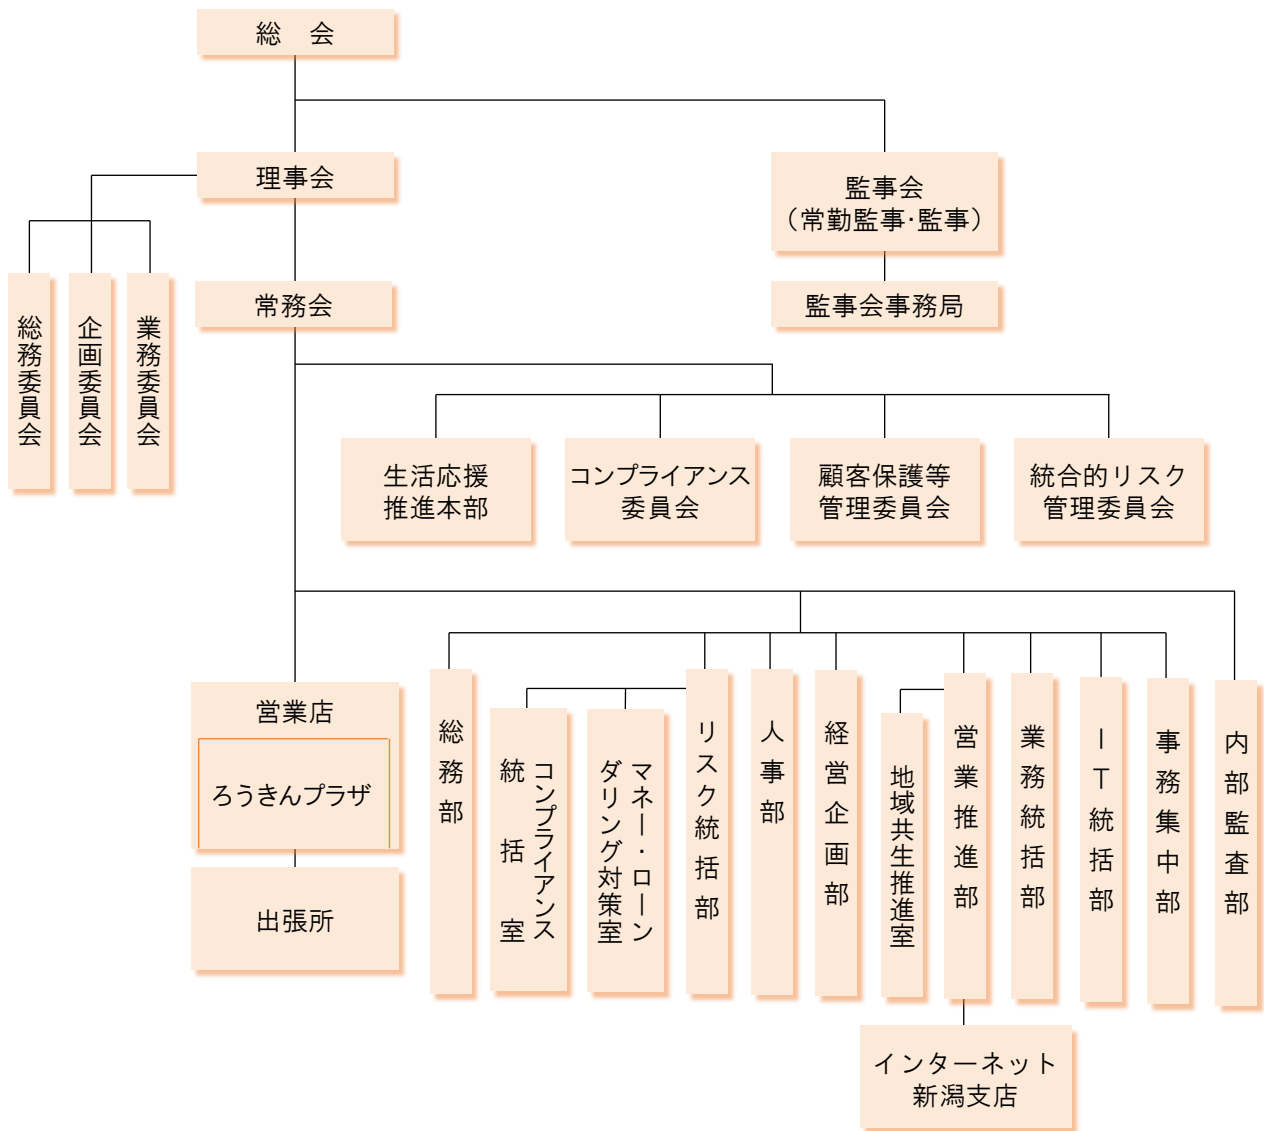 総　会
理事会
監事会
（常勤監事・監事）
常務会
監事会事務局
総務委員会
企画委員会
業務委員会
生活応援
推進本部
コンプライアンス
委員会
顧客保護等
管理委員会
統合的リスク
管理委員会
営業店
ろうきんプラザ
出張所
総務部
コンプライアンス
統括室
マネー・ローン
ダリング対策室
リスク統括部
人事部
経営企画部
地域共生推進室
営業推進部
業務統括部
IT統括部
事務集中部
内部監査部
インターネット
新潟支店